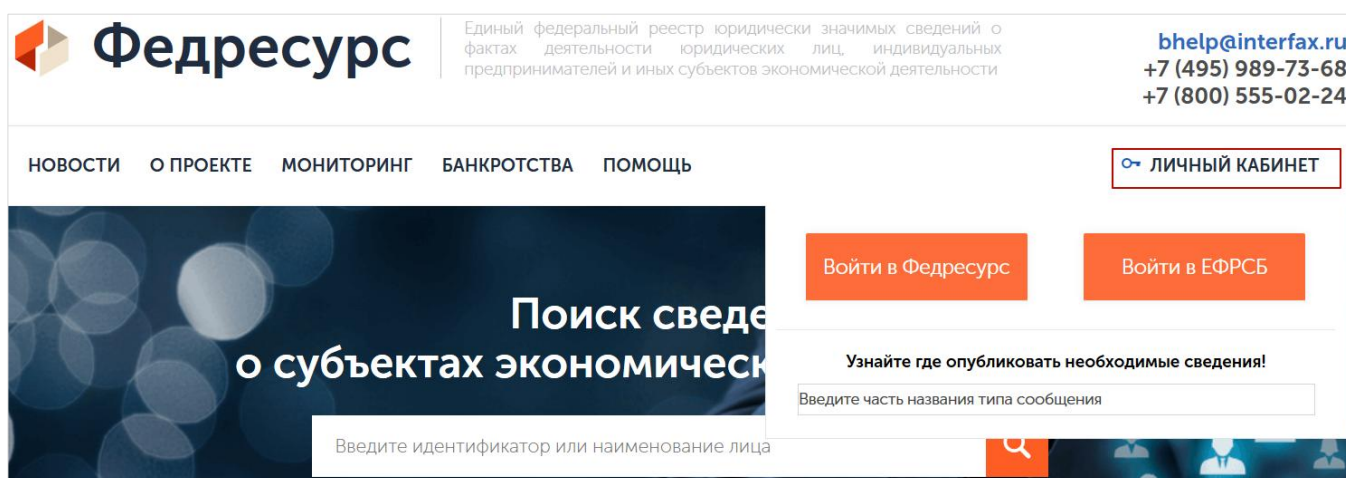 Федресурс
Единый федеральный реестр юридически значимых сведений о
фактах деятельности юридических лиц, индивидуальных
предпринимателей и иных субъектов экономической деятельности
bhelp@interfax.ru
+7 (495) 989-73-68
+7 (800) 555-02-24
НОВОСТИ О ПРОЕКТЕ МОНИТОРИНГ БАНКРОТСТВА ПОМОЩЬ
ЛИЧНЫЙ КАБИНЕТ
Войти в Федресурс
Войти в ЕФРСБ
Поиск сведе
о субъектах экономическ
Узнайте где опубликовать необходимые сведения!
Введите часть названия типа сообщения
Введите идентификатор или наименование лица